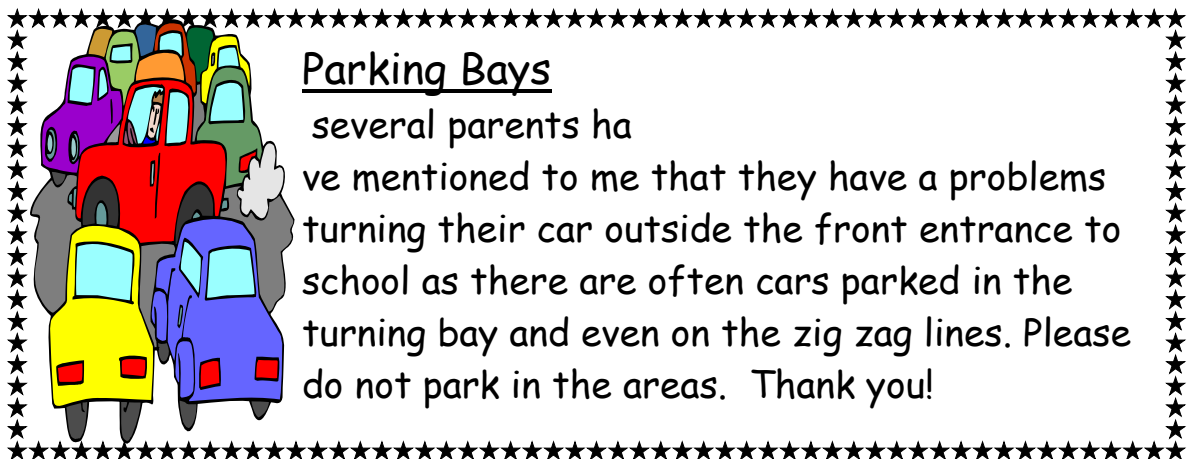 Parking Bays
several parents ha
ve mentioned to me that they have a problems
turning their car outside the front entrance to
school as there are often cars parked in the
turning bay and even on the zig zag lines. Please
do not park in the areas.  Thank you!